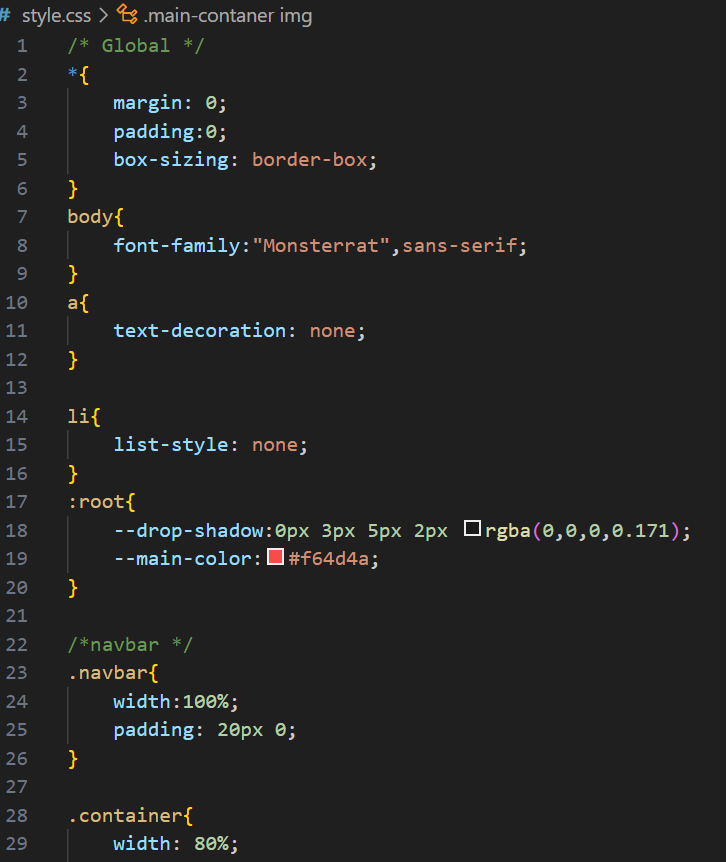 # style.css > .main-contaner img
1 /* Global */
2 *{
3 margin: 0;
4 padding:0;
5 box-sizing: border-box;
6 }
7 body{
8 font-family:"Monsterrat",sans-serif;
9 }
10 a{
11 text-decoration: none;
12 }
13
14 li{
15 list-style: none;
16 }
17 :root{
18 --drop-shadow:0px 3px 5px 2px rgba(0,0,0,0.171);
19 --main-color:#f64d4a;
20 }
21
22 /*navbar */
23 .navbar{
24 width:100%;
25 padding: 20px 0;
26 }
27
28 .container{
29 width: 80%;